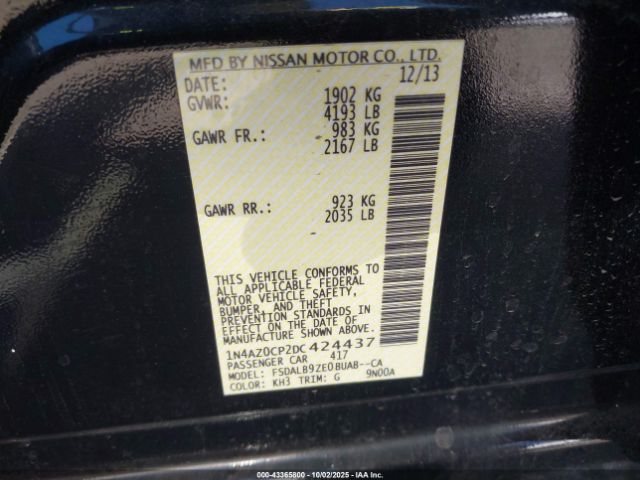 MFD BY NISSAN MOTOR CO., LTD.
DATE: 12/13
GVWR: 1902 KG
4193 LB
GAWR FR.: 983 KG
2167 LB
GAWR RR.: 923 KG
2035 LB
THIS VEHICLE CONFORMS TO
ALL APPLICABLE FEDERAL
MOTOR VEHICLE SAFETY,
BUMPER, AND THEFT
PREVENTION STANDARDS IN
EFFECT ON THE DATE OF
MANUFACTURE SHOWN ABOVE.
1N4AZ0CP2DC424437
PASSENGER CAR 417
MODEL: FSDALB9ZE0BUAB--CA
COLOR: KH3 TRIM: G 9N00A
000-43365800 - 10/02/2025 - IAA Inc.